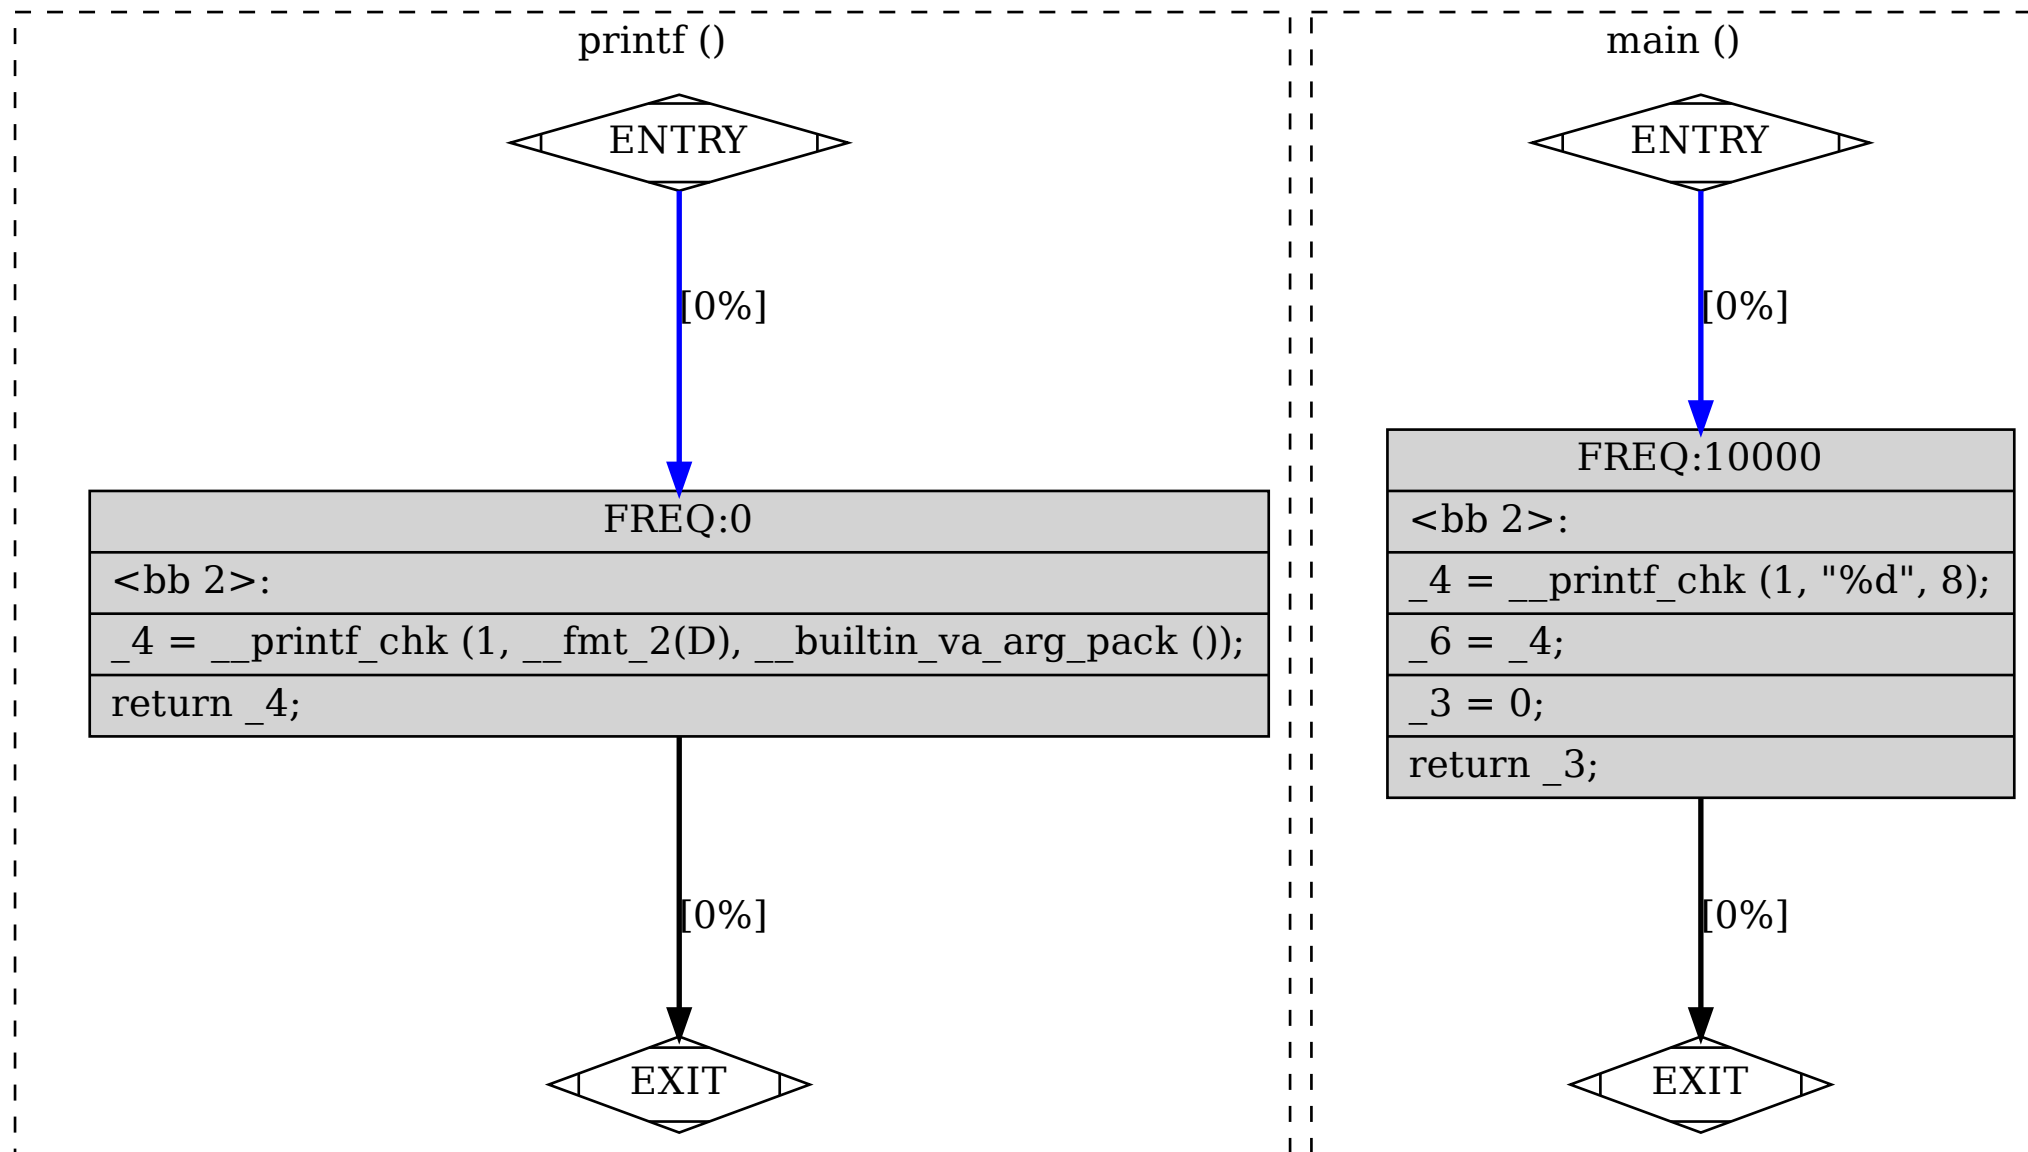 printf ()
ENTRY
[0%]
FREQ:0
<bb 2>:
_4 = __printf_chk (1, __fmt_2(D), __builtin_va_arg_pack ());
return _4;
[0%]
EXIT
main ()
ENTRY
[0%]
FREQ:10000
<bb 2>:
_4 = __printf_chk (1, "%d", 8);
_6 = _4;
_3 = 0;
return _3;
[0%]
EXIT